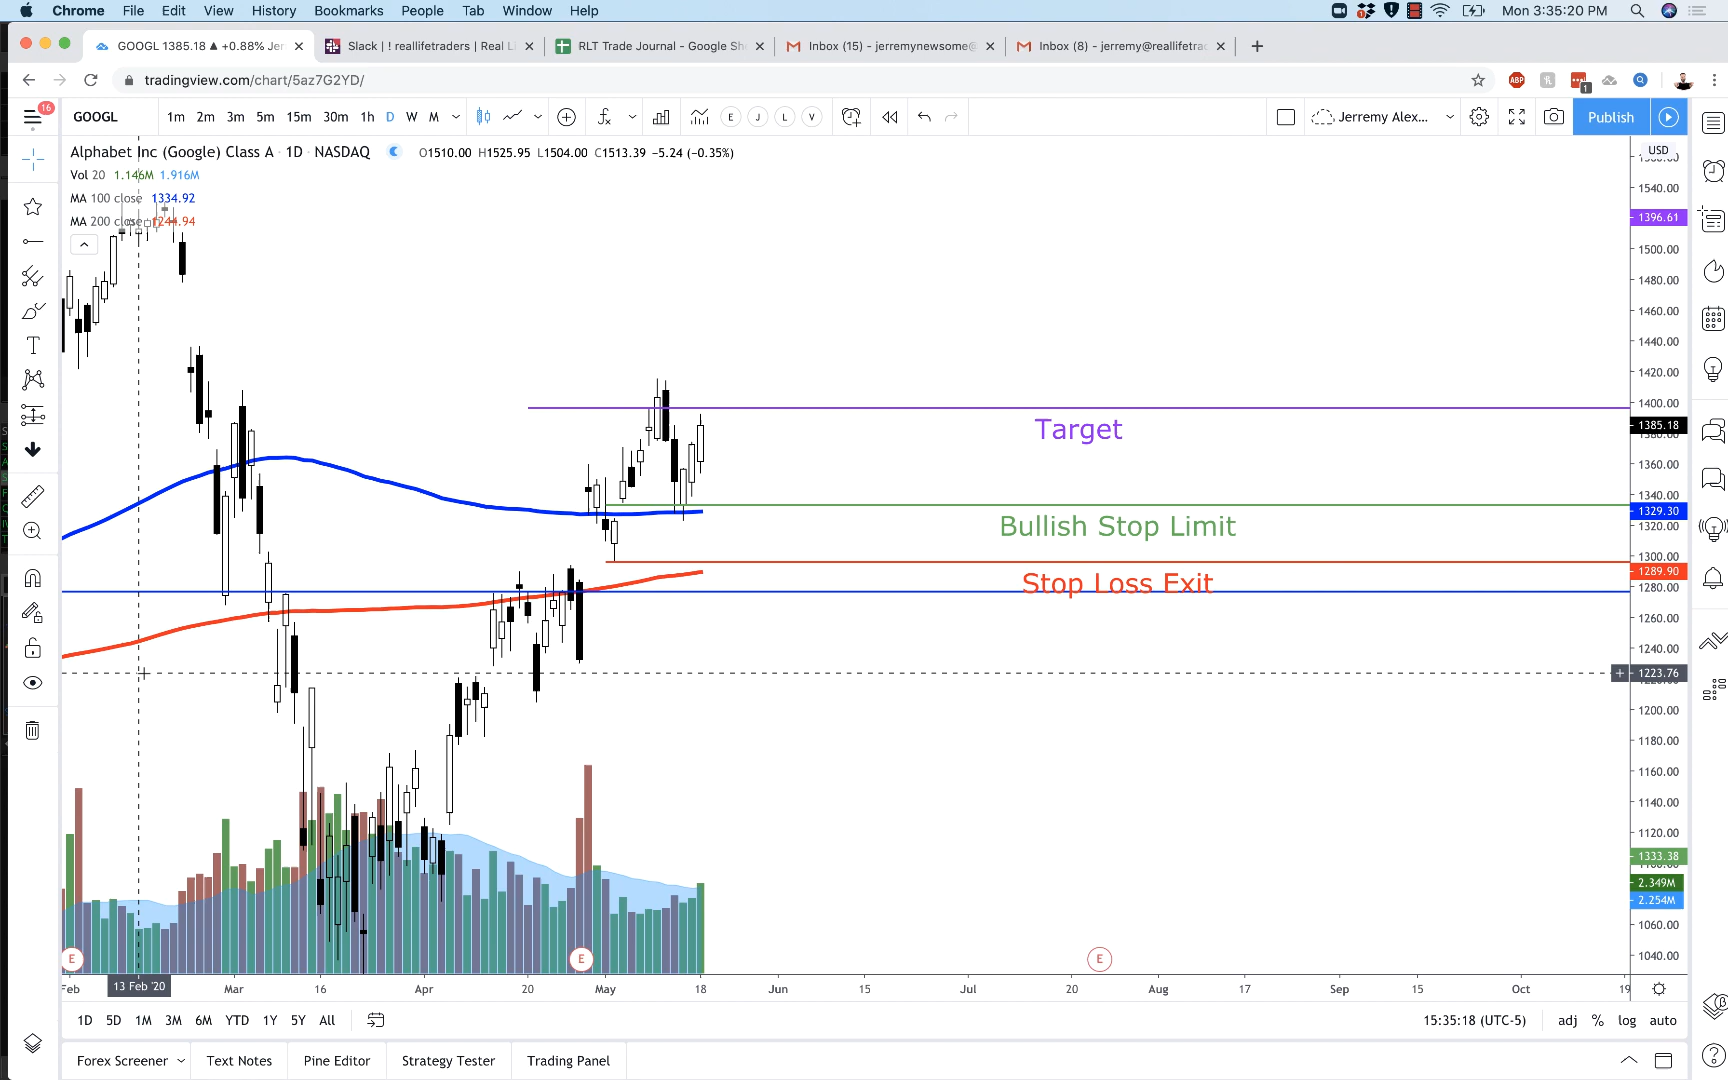 Chrome File Edit View History Bookmarks People Tab Window Help Mon 3:35:20 PM
GOOGL 1385.18 ▲ +0.88% Jer Slack | ! reallifetraders | Real L RLT Trade Journal - Google Sh Inbox (15) - jerremynewsome@ Inbox (8) - jerremy@reallifetrad
tradingview.com/chart/5az7G2YD/ ABP 1
16 GOOGL 1m 2m 3m 5m 15m 30m 1h D W M E J L V Jerremy Alex... Publish
Alphabet Inc (Google) Class A · 1D · NASDAQ O1510.00 H1525.95 L1504.00 C1513.39 −5.24 (−0.35%) USD
Vol 20 1.146M 1.916M
MA 100 close 1334.92
MA 200 close 1244.94
1540.00
1396.61
1500.00
1480.00
1460.00
1440.00
1420.00
1400.00
Target 1385.18
1380.00
1360.00
1340.00
1329.30
Bullish Stop Limit 1320.00
1300.00
1289.90
Stop Loss Exit 1280.00
1260.00
1240.00
1223.76
1200.00
1180.00
1160.00
1140.00
1120.00
1333.38
2.349M
2.254M
1060.00
1040.00
E E E
Feb 13 Feb '20 Mar 16 Apr 20 May 18 Jun 15 Jul 20 Aug 17 Sep 15 Oct 19
1D 5D 1M 3M 6M YTD 1Y 5Y All 15:35:18 (UTC-5) adj % log auto
Forex Screener Text Notes Pine Editor Strategy Tester Trading Panel